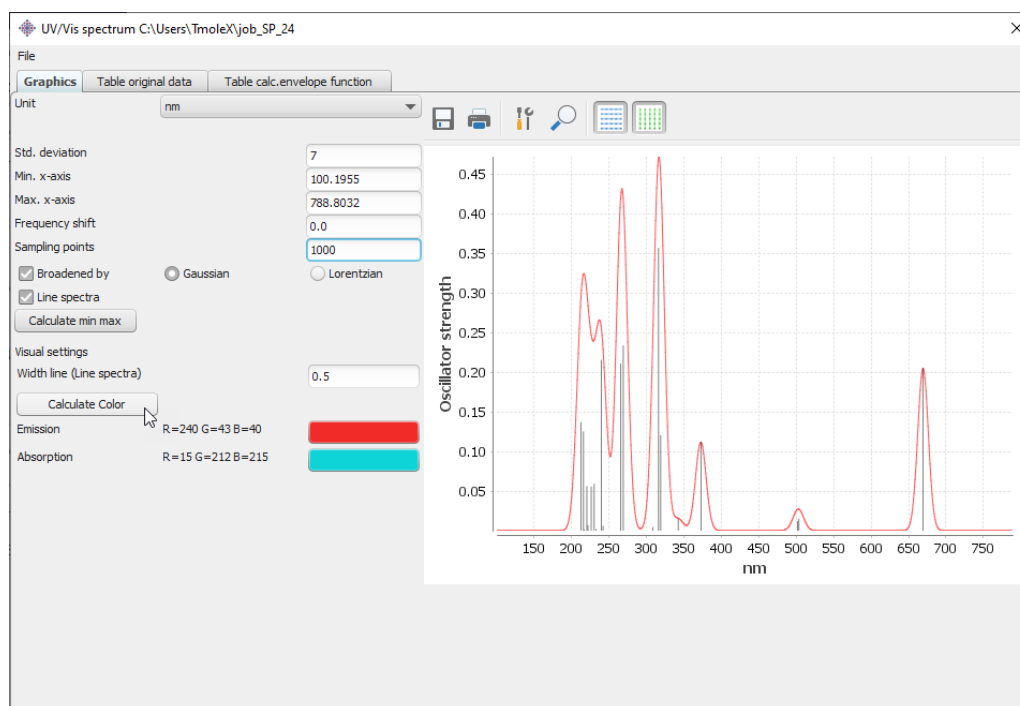 UV/Vis spectrum C:\Users\TmoleX\job_SP_24
File
Graphics Table original data Table calc.envelope function
Unit nm
Std. deviation 7
Min. x-axis 100.1955
Max. x-axis 788.8032
Frequency shift 0.0
Sampling points 1000
Broadened by Gaussian Lorentzian
Line spectra
Calculate min max
Visual settings
Width line (Line spectra) 0.5
Calculate Color
Emission R=240 G=43 B=40
Absorption R=15 G=212 B=215
Oscillator strength
0.45
0.40
0.35
0.30
0.25
0.20
0.15
0.10
0.05
150 200 250 300 350 400 450 500 550 600 650 700 750
nm